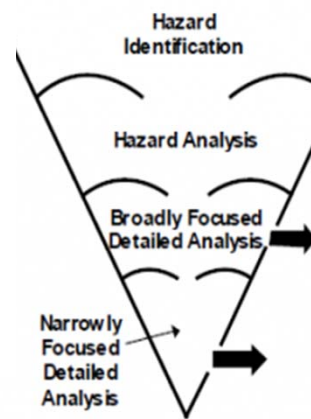 Hazard
Identification
Hazard Analysis
Broadly Focused
Detailed Analysis
Narrowly
Focused
Detailed
Analysis